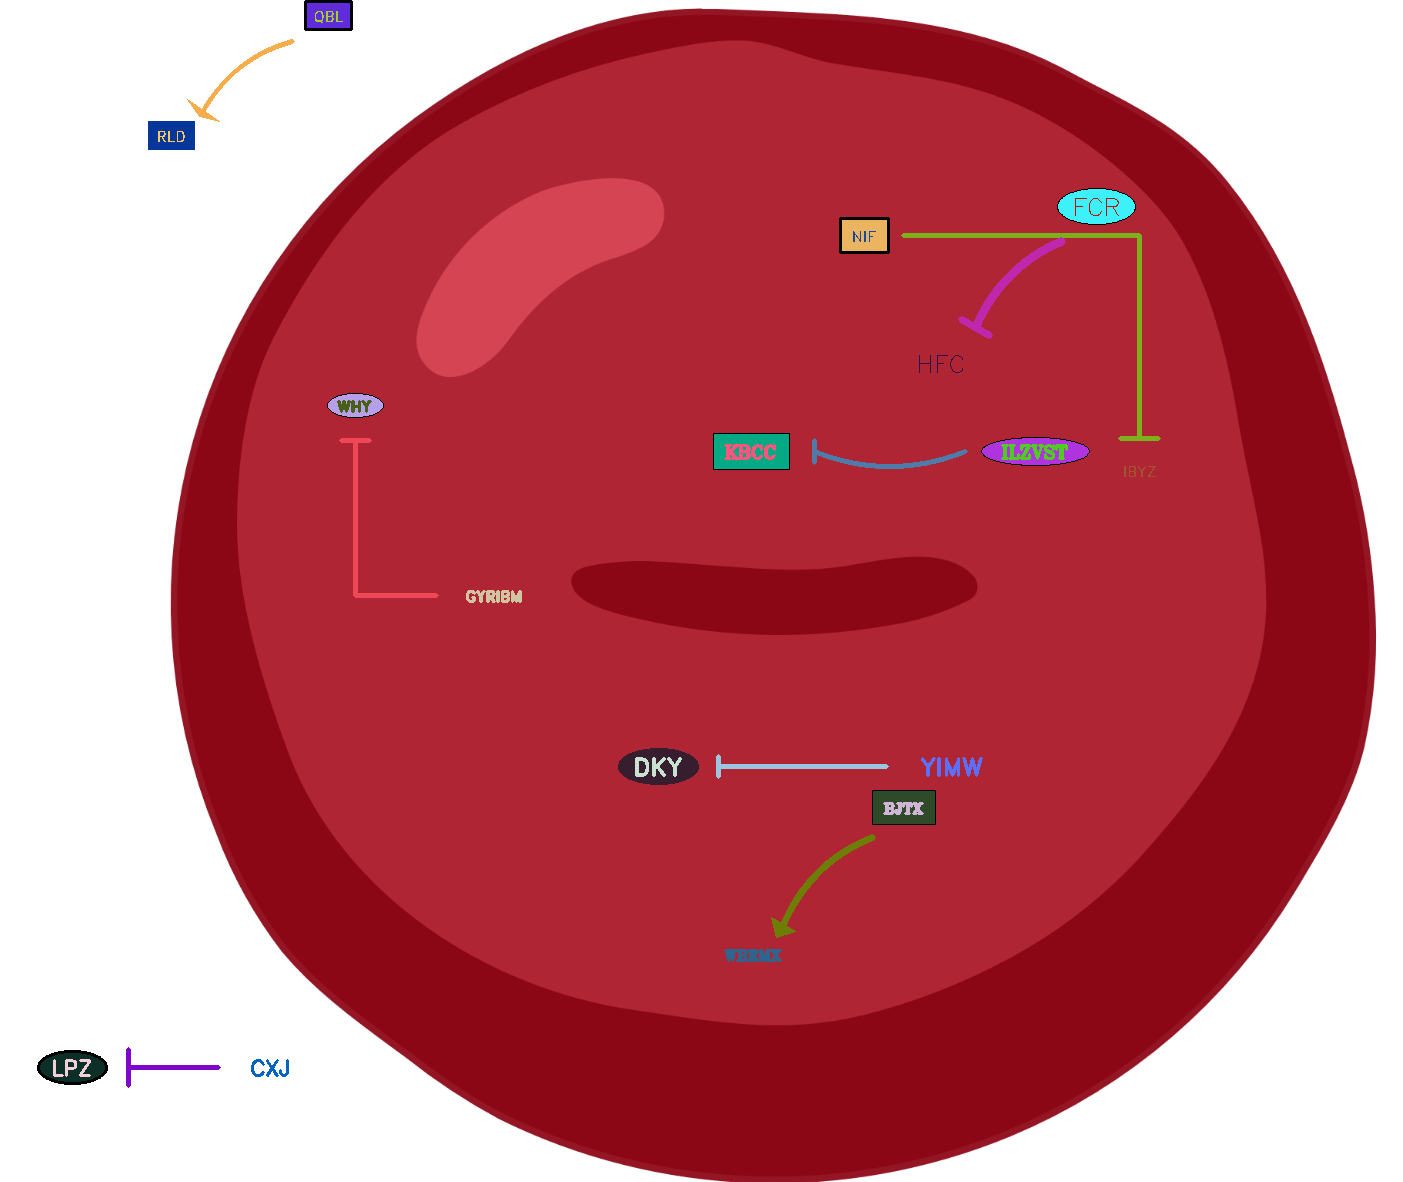 QBL
RLD
FCR
NIF
HFC
WHY
KBCC
ILZVST
IBYZ
GYRIBM
DKY
YIMW
BJTX
WHRMX
LPZ
CXJ